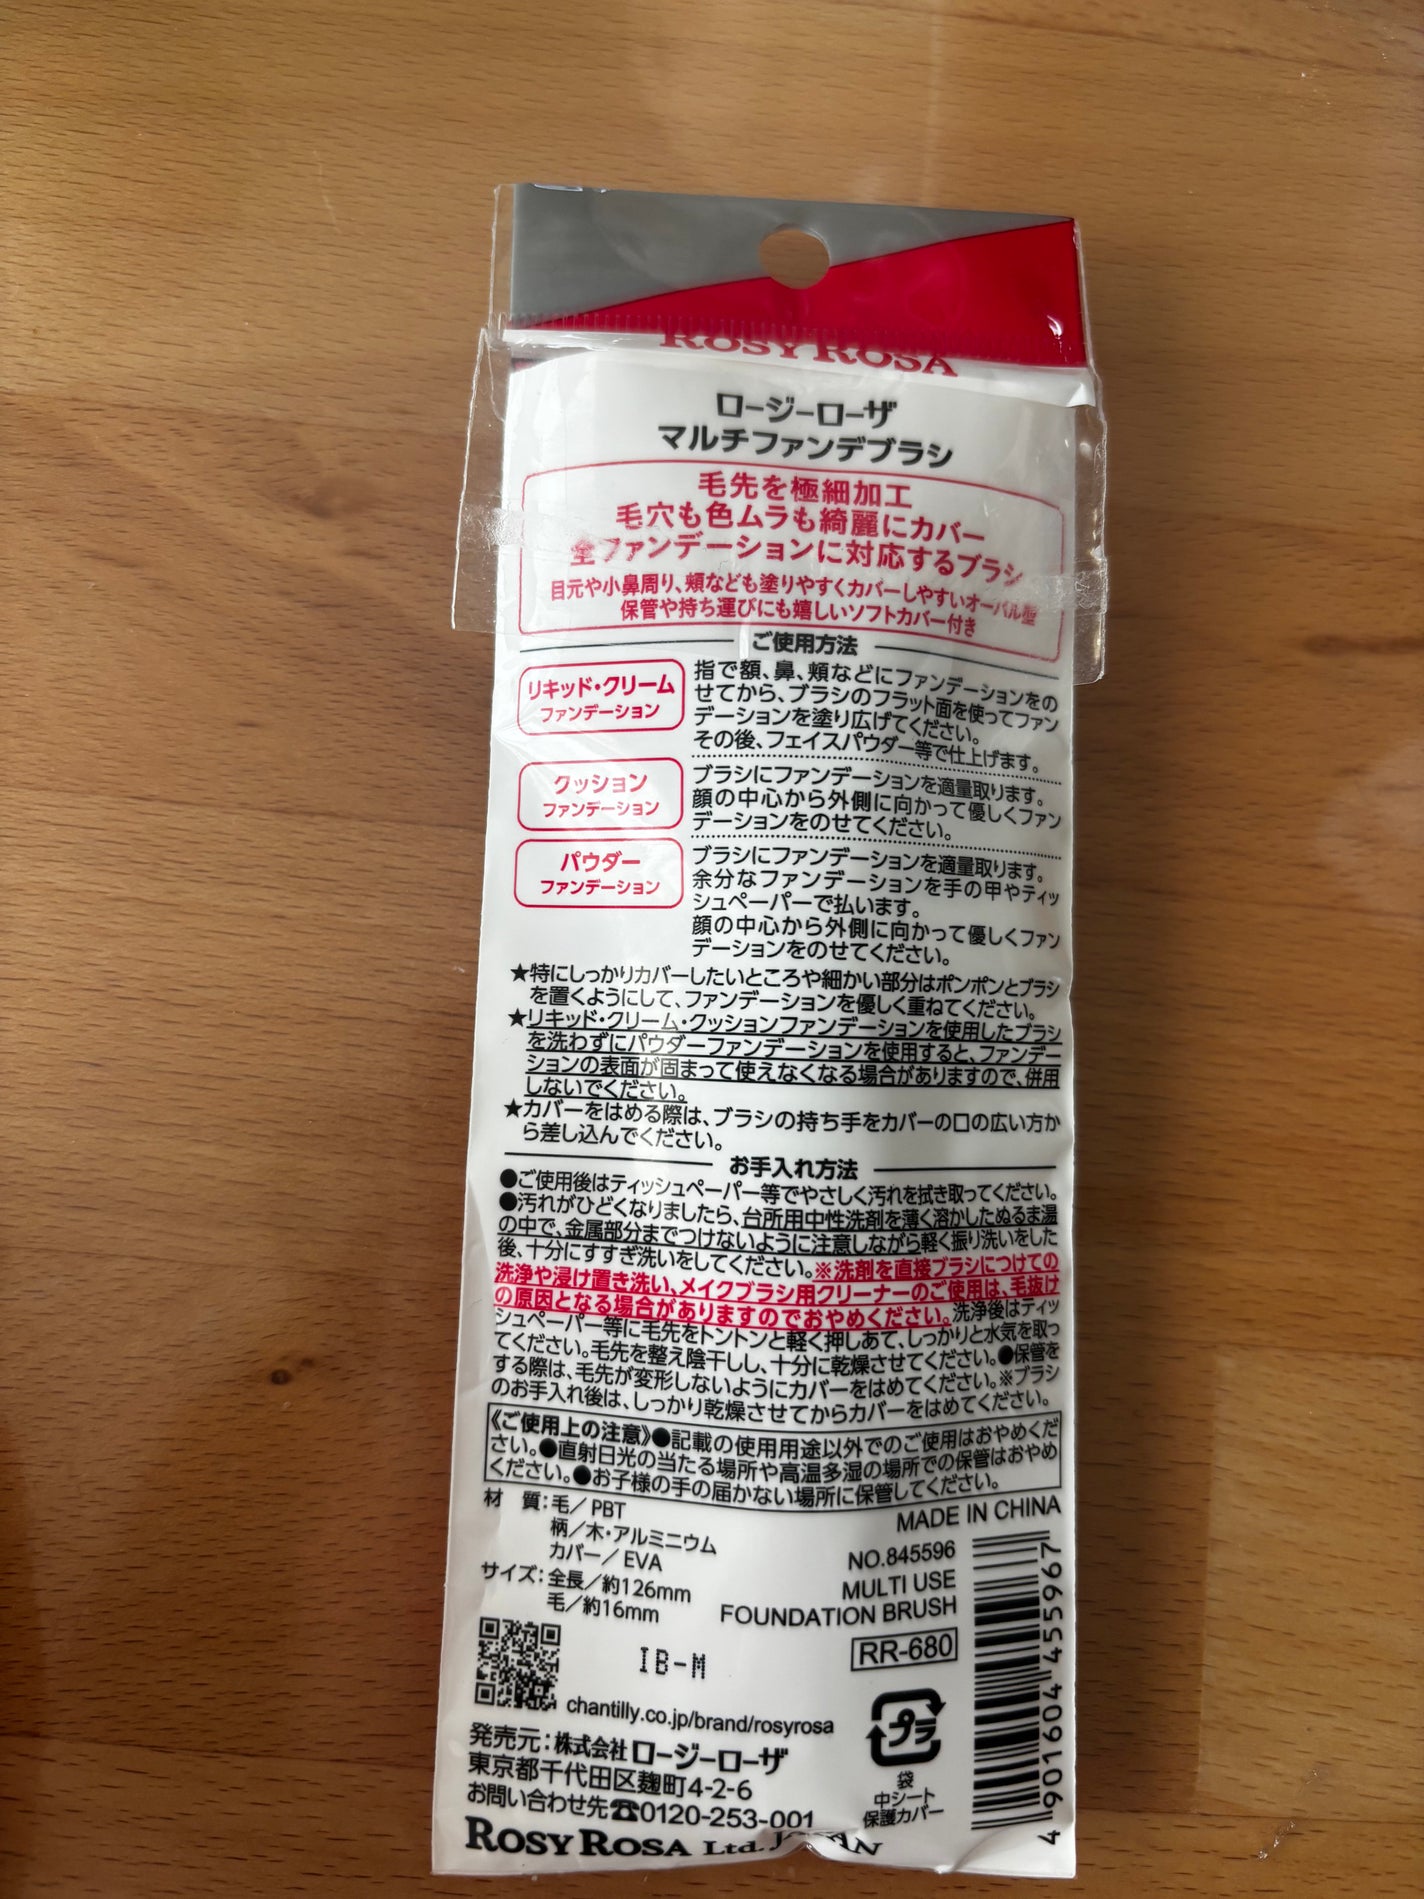 ROSY ROSA
ロージーローザ
マルチファンデブラシ
毛先を極細加工
毛穴も色ムラも綺麗にカバー
全ファンデーションに対応するブラシ
目元や小鼻周り、頬なども塗りやすくカバーしやすいオーバル型
保管や持ち運びにも嬉しいソフトカバー付き
ご使用方法
リキッド・クリーム
ファンデーション
指で額、鼻、頬などにファンデーションをの
せてから、ブラシのフラット面を使ってファン
デーションを塗り広げてください。
その後、フェイスパウダー等で仕上げます。
クッション
ファンデーション
ブラシにファンデーションを適量取ります。
顔の中心から外側に向かって優しくファン
デーションをのせてください。
パウダー
ファンデーション
ブラシにファンデーションを適量取ります。
余分なファンデーションを手の甲やティッ
シュペーパーで払います。
顔の中心から外側に向かって優しくファン
デーションをのせてください。
★特にしっかりカバーしたいところや細かい部分はポンポンとブラシ
を置くようにして、ファンデーションを優しく重ねてください。
★リキッド・クリーム・クッションファンデーションを使用したブラシ
を洗わずにパウダーファンデーションを使用すると、ファンデー
ションの表面が固まって使えなくなる場合がありますので、併用
しないでください。
★カバーをはめる際は、ブラシの持ち手をカバーの口の広い方か
ら差し込んでください。
お手入れ方法
●ご使用後はティッシュペーパー等でやさしく汚れを拭き取ってください。
●汚れがひどくなりましたら、台所用中性洗剤を薄く溶かしたぬるま湯
の中で、金属部分までつけないように注意しながら軽く振り洗いをした
後、十分にすすぎ洗いをしてください。※洗剤を直接ブラシにつけての
洗浄や浸け置き洗い、メイクブラシ用クリーナーのご使用は、毛抜け
の原因となる場合がありますのでおやめください。洗浄後はティッ
シュペーパー等に毛先をトントンと軽く押しあて、しっかりと水気を取っ
てください。毛先を整え陰干しし、十分に乾燥させてください。●保管を
する際は、毛先が変形しないようにカバーをはめてください。※ブラシ
のお手入れ後は、しっかり乾燥させてからカバーをはめてください。
《ご使用上の注意》●記載の使用用途以外でのご使用はおやめくだ
さい。●直射日光の当たる場所や高温多湿の場所での保管はおやめ
ください。●お子様の手の届かない場所に保管してください。
材 質:毛/PBT
柄/木・アルミニウム
カバー/EVA
サイズ:全長/約126mm
毛/約16mm
MADE IN CHINA
NO.845596
MULTI USE
FOUNDATION BRUSH
RR-680
IB-M
chantilly.co.jp/brand/rosyrosa
発売元:株式会社ロージーローザ
東京都千代田区麹町4-2-6
お問い合わせ先☎0120-253-001
ROSY ROSA Ltd. JAPAN
プラ
袋
中シート
保護カバー
4 901604 455967